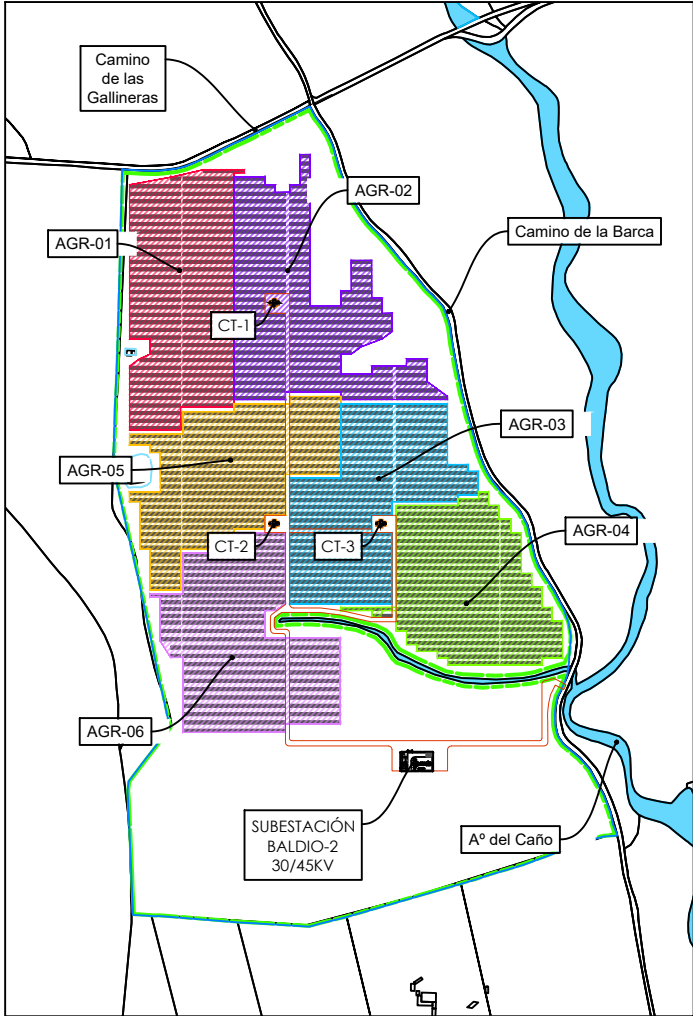 Camino
de las
Gallineras
AGR-02
AGR-01
Camino de la Barca
CT-1
AGR-03
AGR-05
AGR-04
CT-2
CT-3
AGR-06
SUBESTACIÓN
BALDIO-2
30/45KV
Aº del Caño